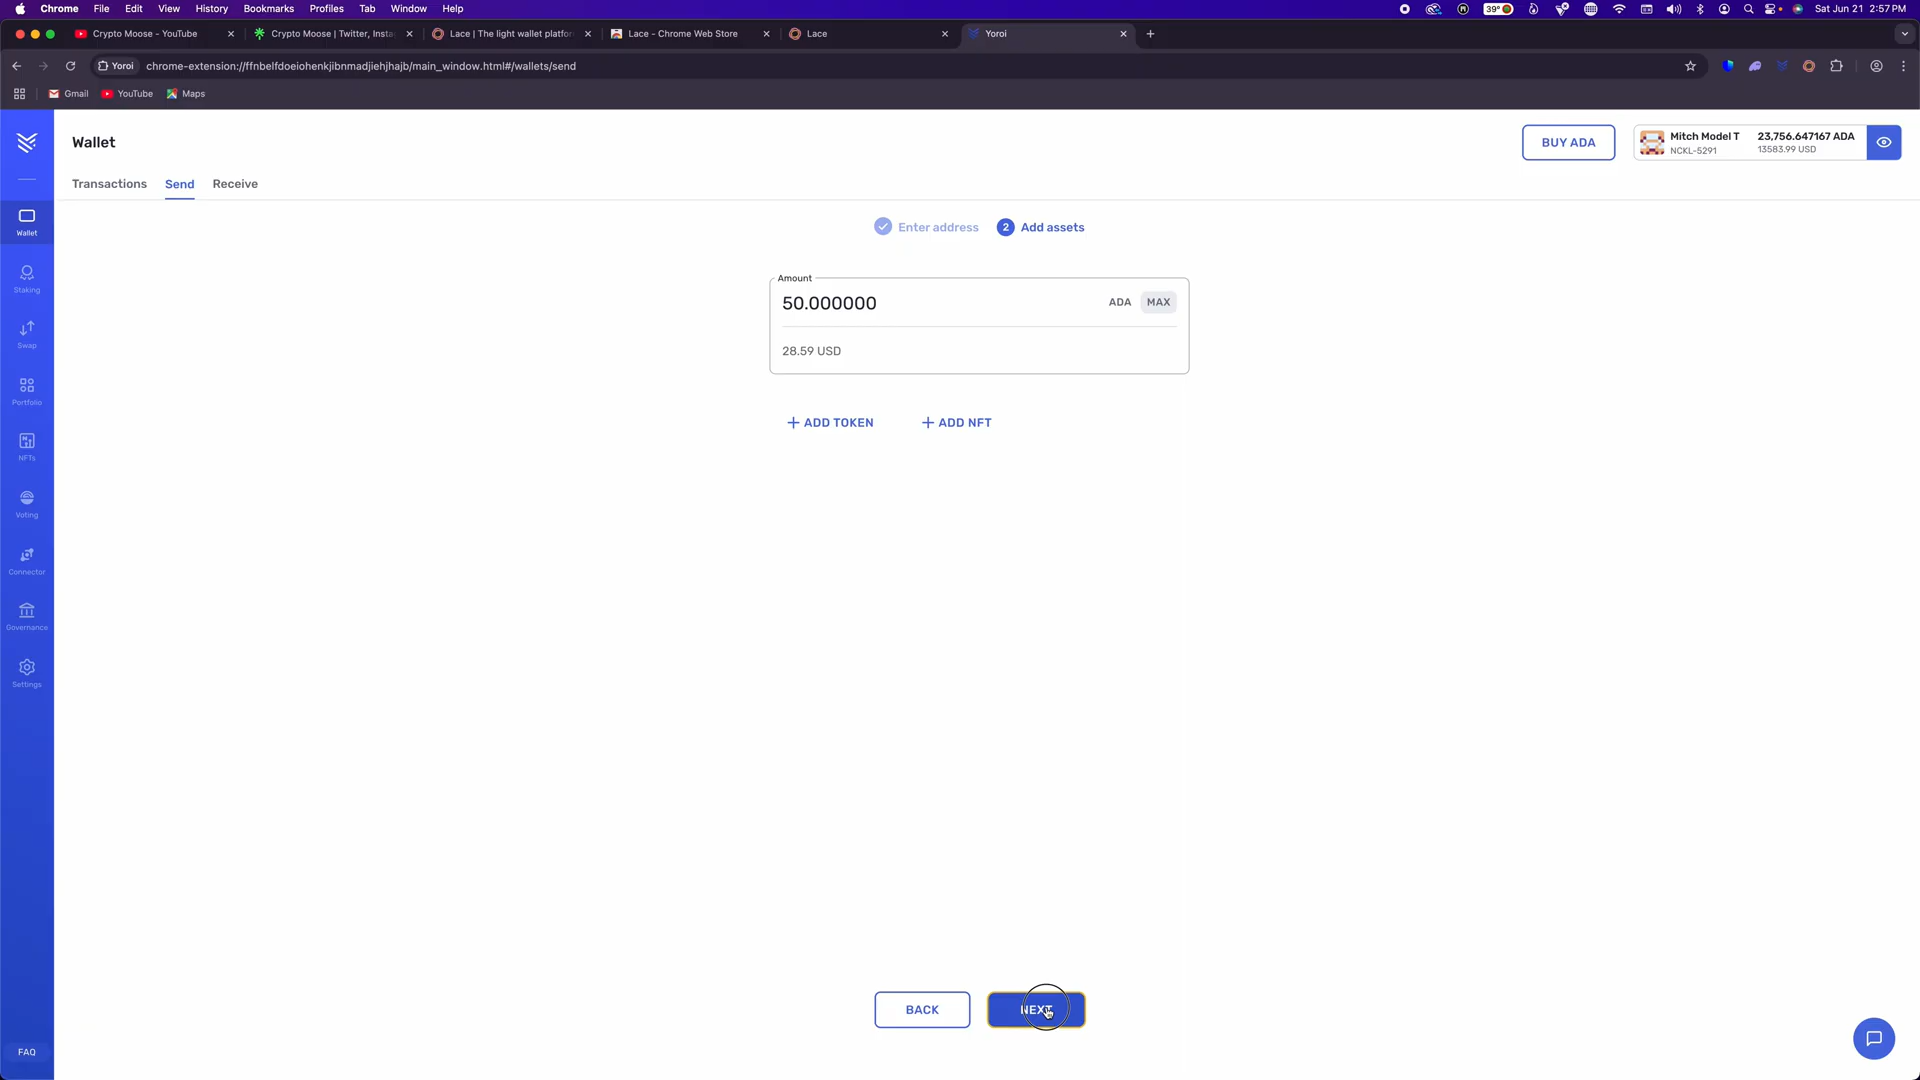 Chrome File Edit View History Bookmarks Profiles Tab Window Help 39° Sat Jun 21 2:57 PM
Crypto Moose - YouTube Crypto Moose | Twitter, Insta Lace | The light wallet platfor Lace - Chrome Web Store Lace Yoroi
Yoroi chrome-extension://ffnbelfdoeiohenkjibnmadjiehjhajb/main_window.html#/wallets/send
Gmail YouTube Maps
Wallet
BUY ADA
Mitch Model T 23,756.647167 ADA
NCKL-5291 13583.99 USD
Transactions Send Receive
Enter address 2 Add assets
Amount
50.000000 ADA MAX
28.59 USD
ADD TOKEN ADD NFT
Wallet
Staking
Swap
Portfolio
NFTs
Voting
Connector
Governance
Settings
BACK NEXT
FAQ